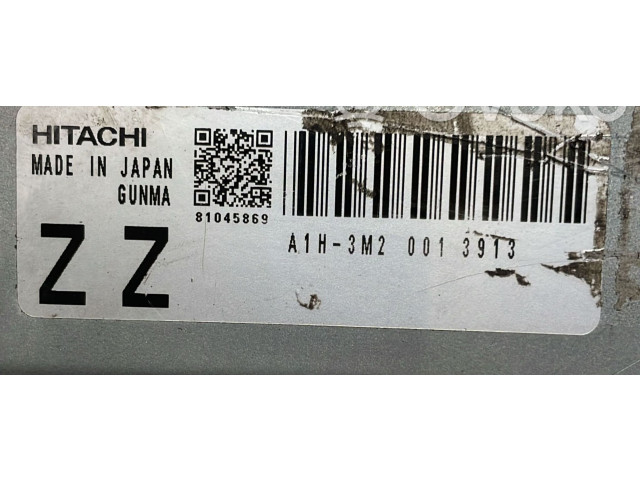 HITACHI
MADE IN JAPAN
GUNMA
81045869
ZZ
A1H-3M2 001 3913